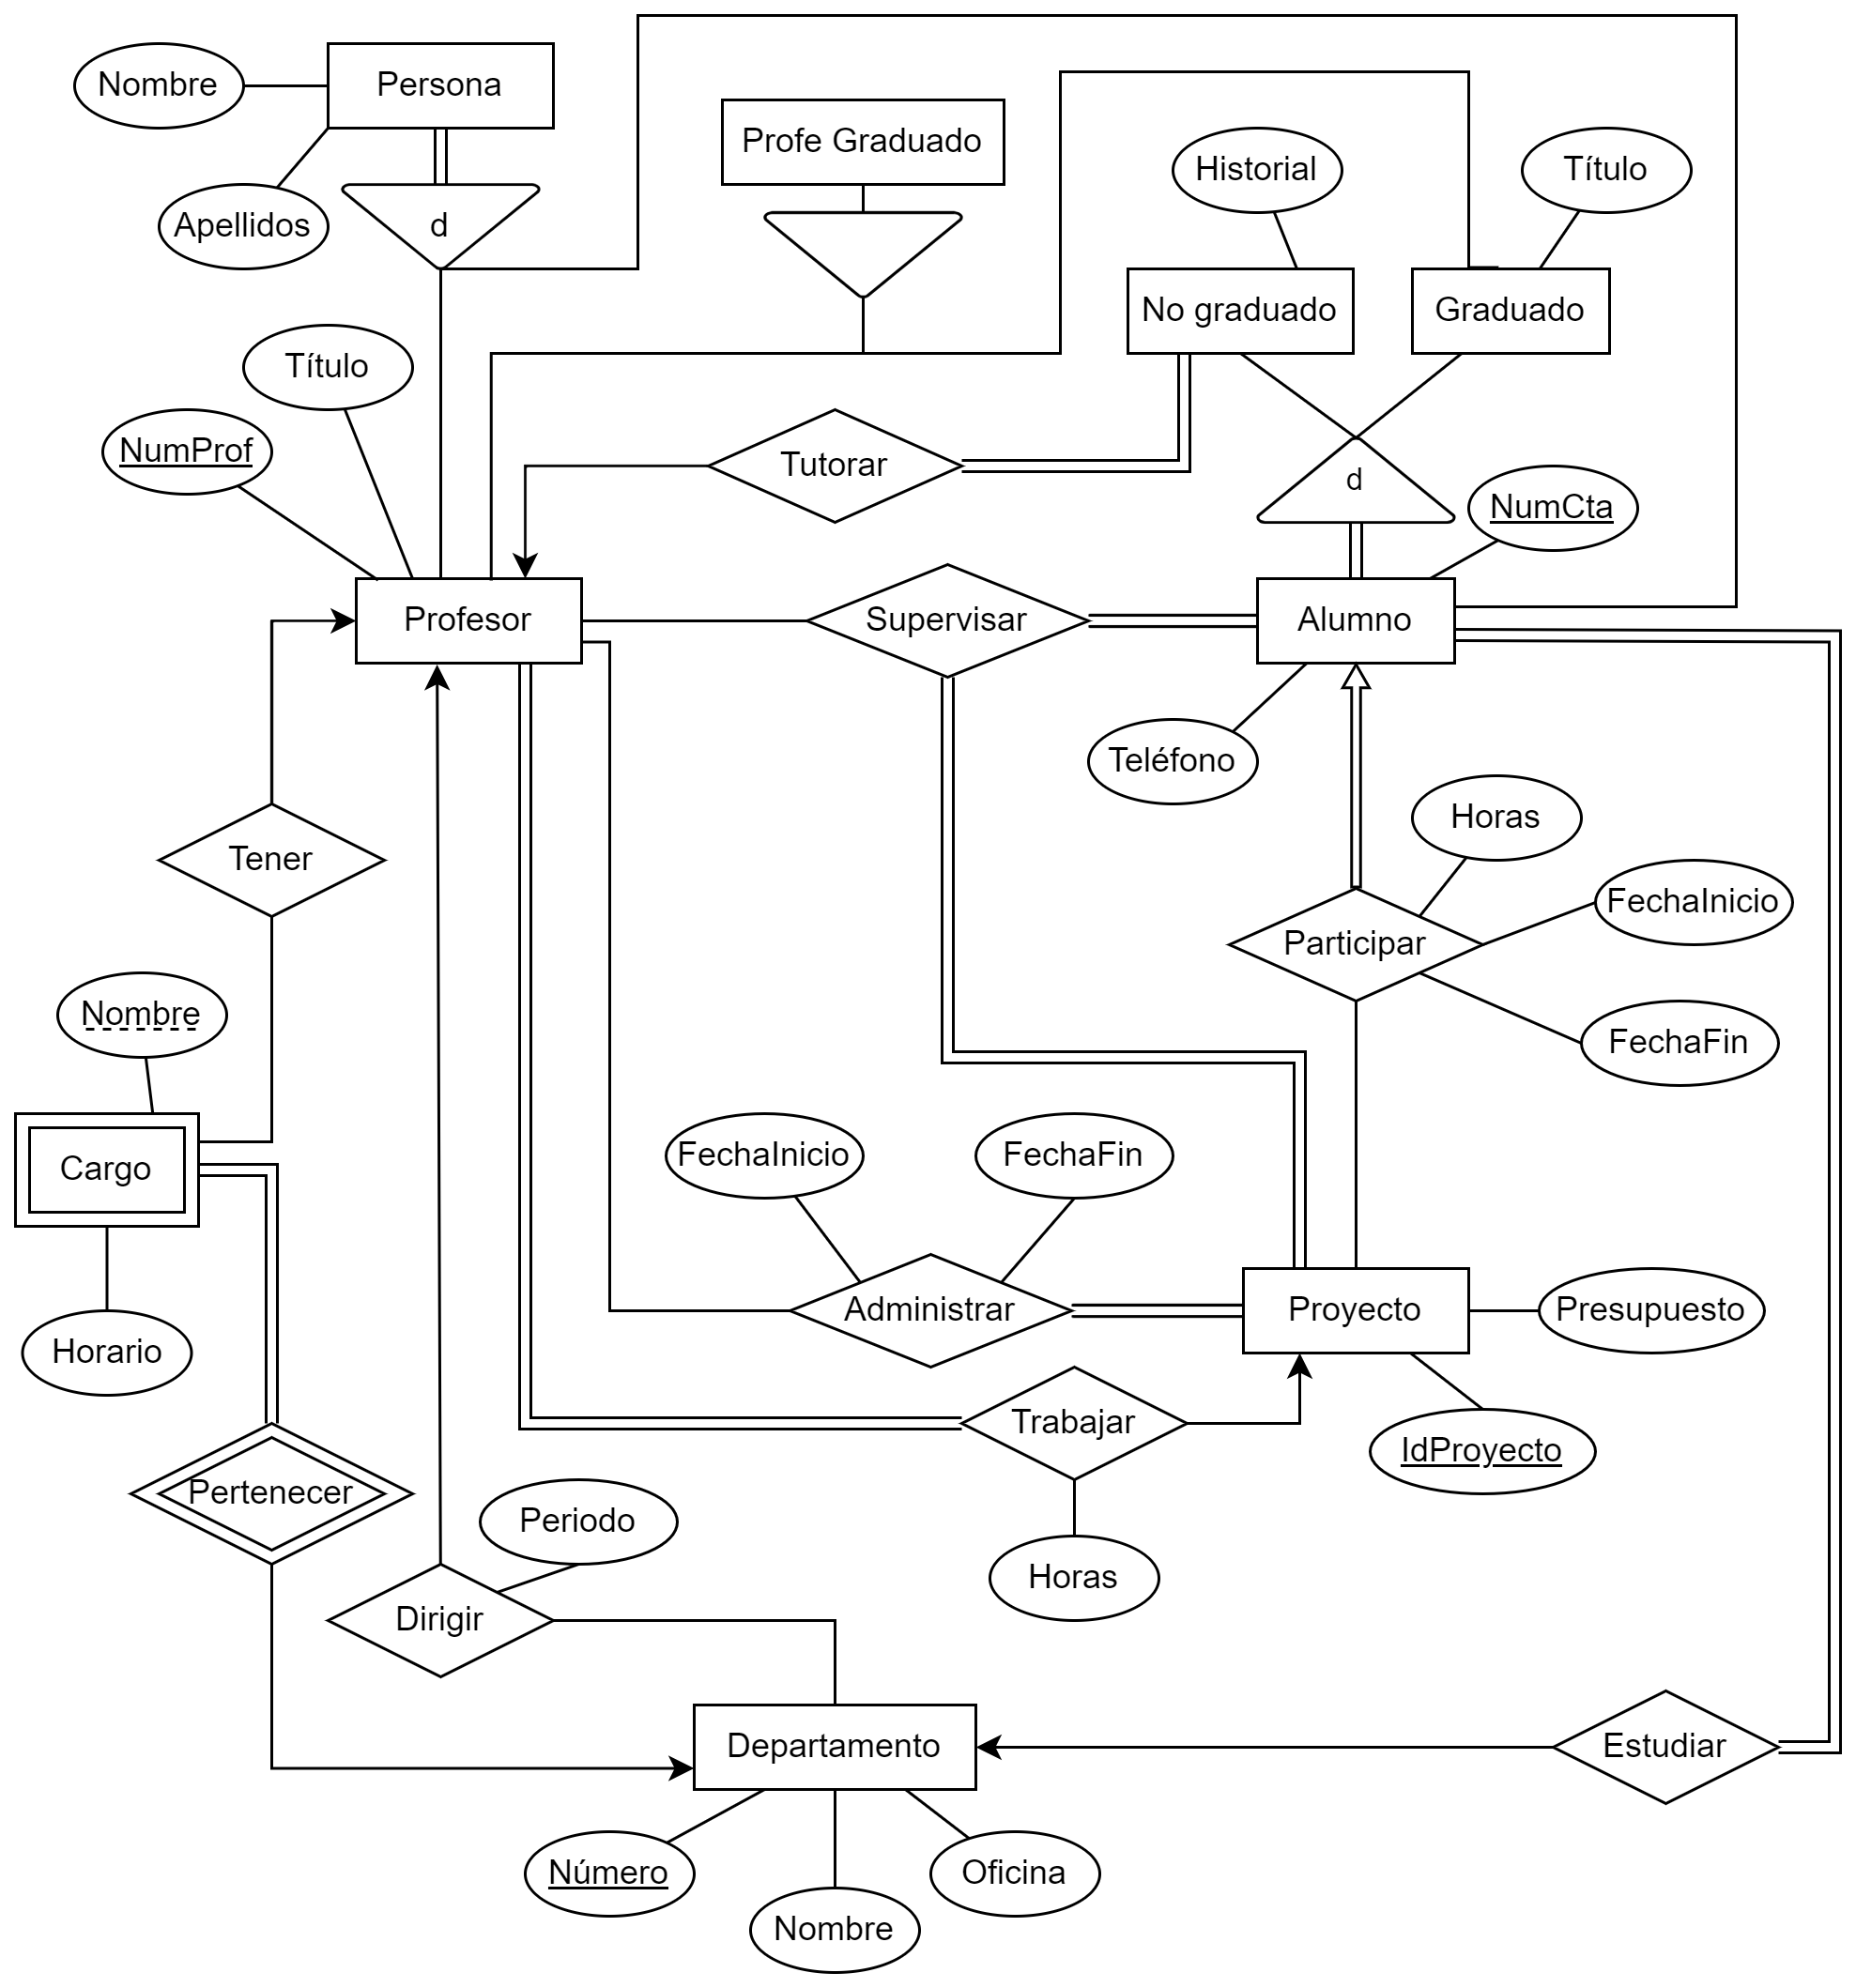 Nombre
Persona
Profe Graduado
Historial
Título
Apellidos
d
No graduado
Graduado
Título
NumProf
Tutorar
d
NumCta
Profesor
Supervisar
Alumno
Teléfono
Horas
Tener
FechaInicio
Participar
Nombre
FechaFin
Cargo
FechaInicio
FechaFin
Horario
Administrar
Proyecto
Presupuesto
Trabajar
IdProyecto
Pertenecer
Periodo
Horas
Dirigir
Departamento
Estudiar
Número
Oficina
Nombre